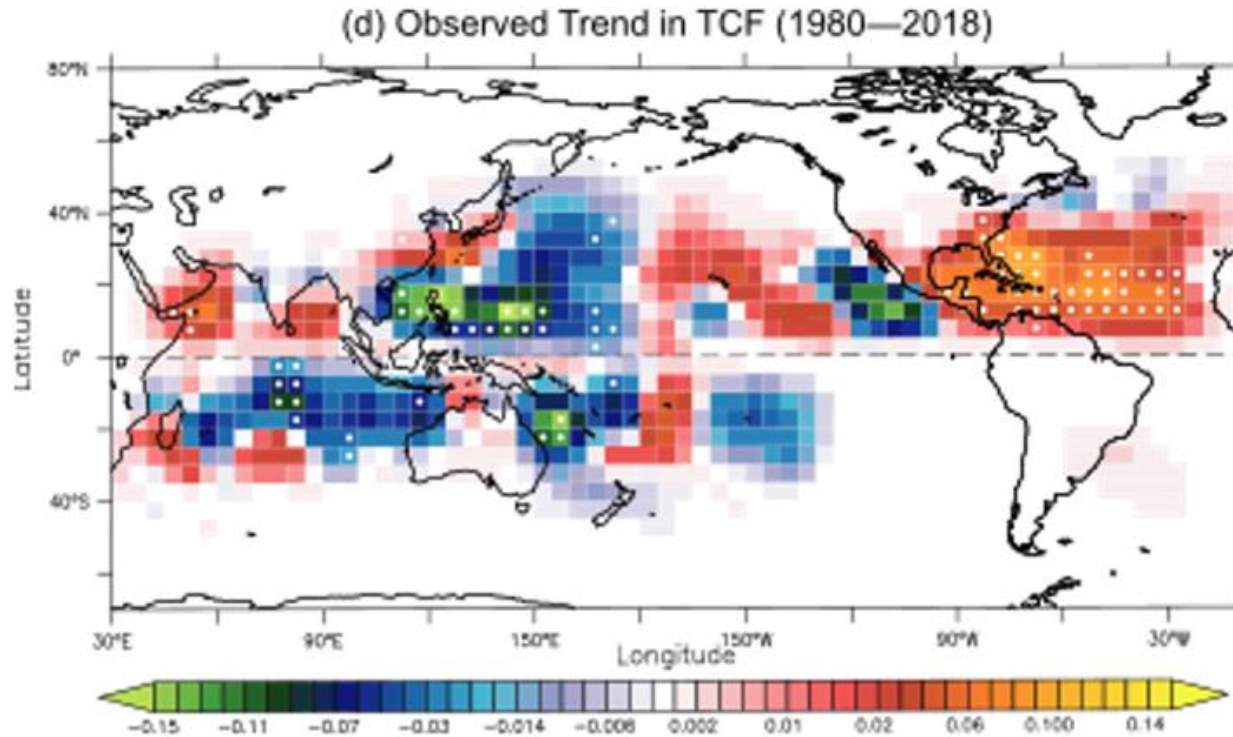 (d) Observed Trend in TCF (1980—2018)
80°N
40°N
0°
40°S
Latitude
30°E 90°E 150°E 150°W 90°W 30°W
Longitude
-0.15 -0.11 -0.07 -0.03 -0.014 -0.006 0.002 0.01 0.02 0.06 0.100 0.14